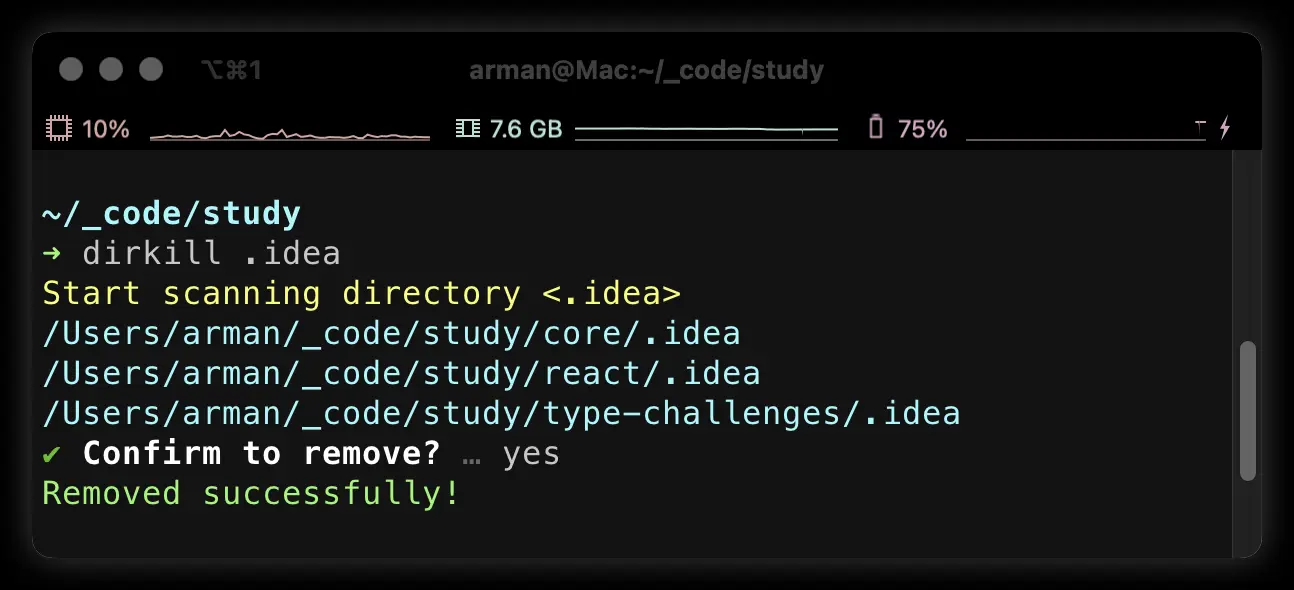 ⌥⌘1 arman@Mac:~/_code/study
10% 7.6 GB 75%
~/_code/study
➜ dirkill .idea
Start scanning directory <.idea>
/Users/arman/_code/study/core/.idea
/Users/arman/_code/study/react/.idea
/Users/arman/_code/study/type-challenges/.idea
✔ Confirm to remove? … yes
Removed successfully!